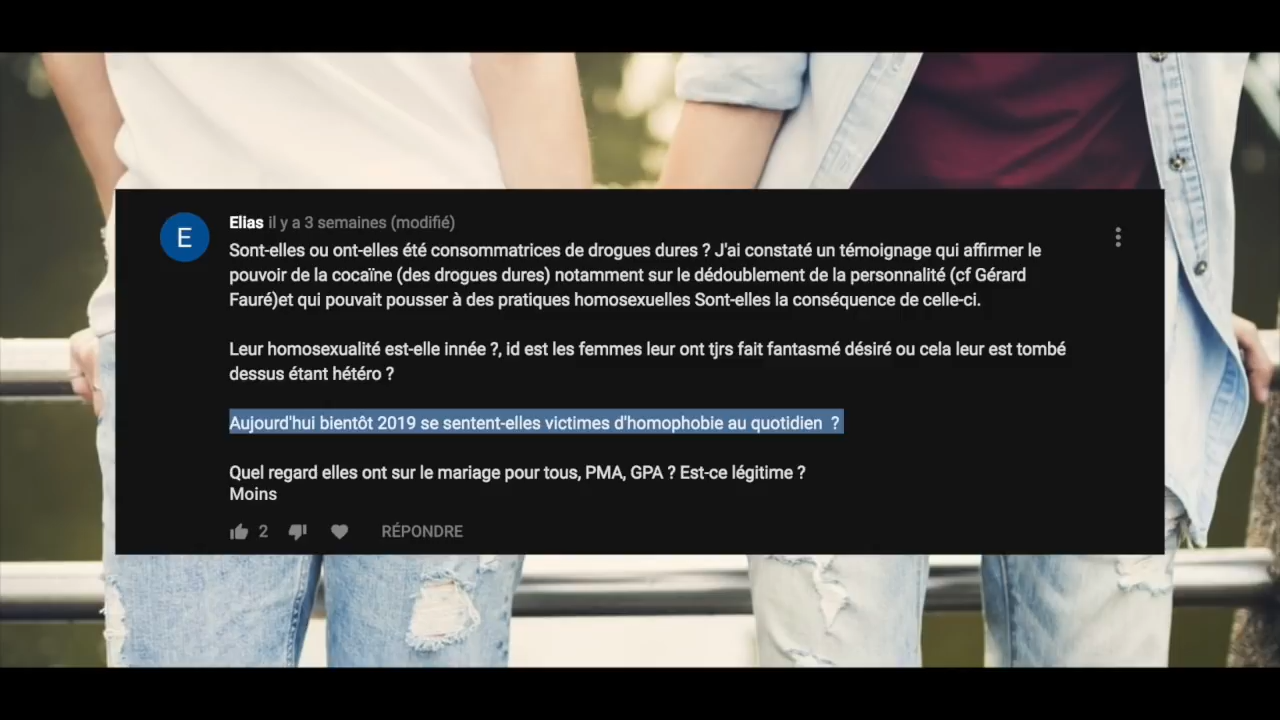 E
Elias il y a 3 semaines (modifié)
Sont-elles ou ont-elles été consommatrices de drogues dures ? J'ai constaté un témoignage qui affirmer le
pouvoir de la cocaïne (des drogues dures) notamment sur le dédoublement de la personnalité (cf Gérard
Fauré)et qui pouvait pousser à des pratiques homosexuelles Sont-elles la conséquence de celle-ci.
Leur homosexualité est-elle innée ?, id est les femmes leur ont tjrs fait fantasmé désiré ou cela leur est tombé
dessus étant hétéro ?
Aujourd'hui bientôt 2019 se sentent-elles victimes d'homophobie au quotidien  ?
Quel regard elles ont sur le mariage pour tous, PMA, GPA ? Est-ce légitime ?
Moins
2 RÉPONDRE